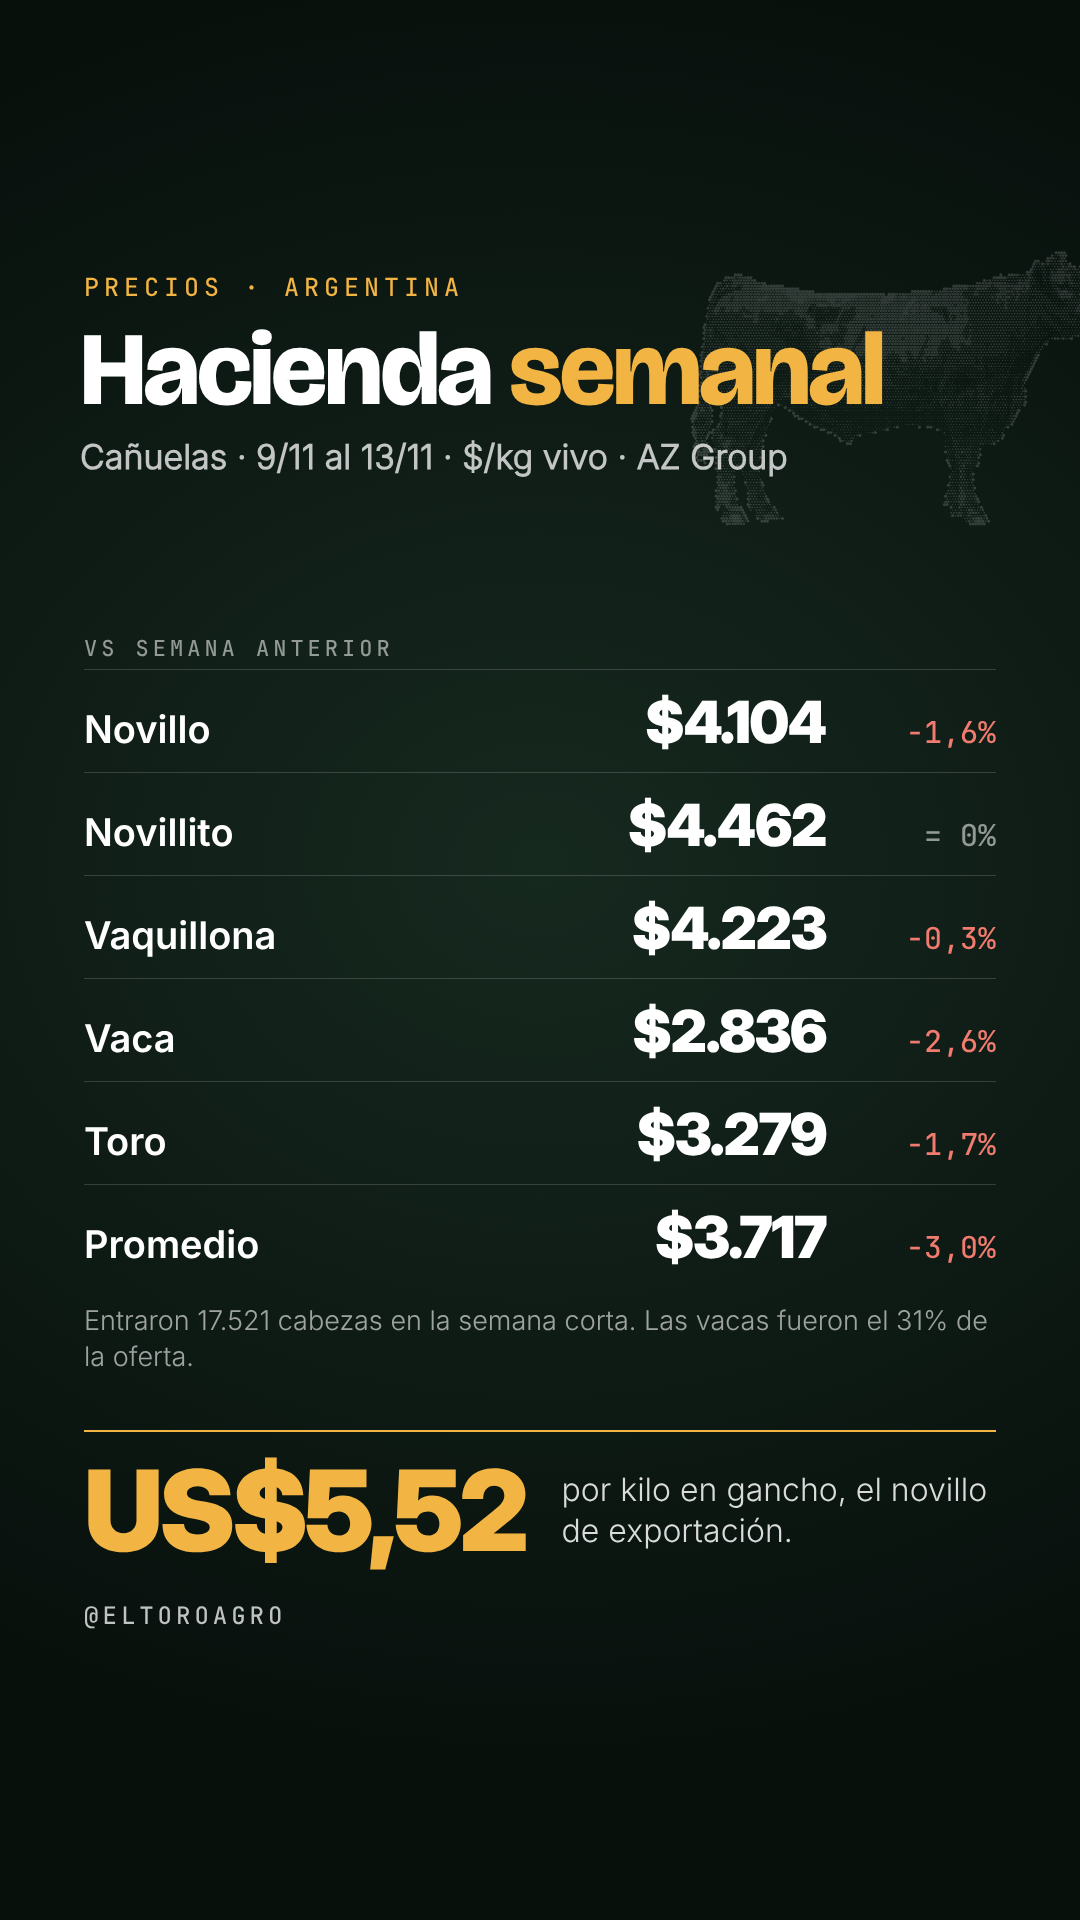 PRECIOS · ARGENTINA
Hacienda semanal
Cañuelas · 9/11 al 13/11 · $/kg vivo · AZ Group
VS SEMANA ANTERIOR
Novillo $4.104 -1,6%
Novillito $4.462 = 0%
Vaquillona $4.223 -0,3%
Vaca $2.836 -2,6%
Toro $3.279 -1,7%
Promedio $3.717 -3,0%
Entraron 17.521 cabezas en la semana corta. Las vacas fueron el 31% de
la oferta.
US$5,52 por kilo en gancho, el novillo
de exportación.
@ELTOROAGRO